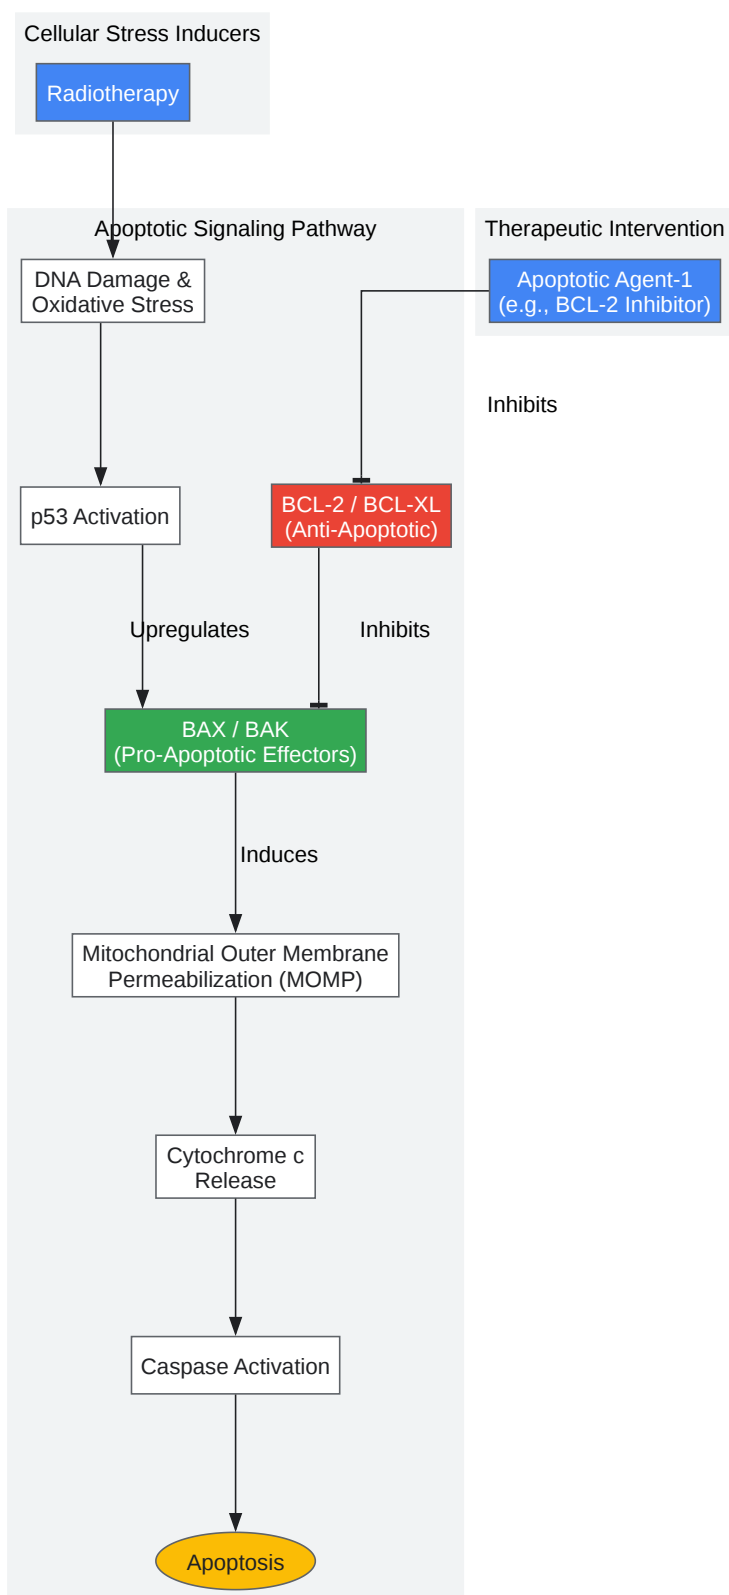 Cellular Stress Inducers
Radiotherapy
Apoptotic Signaling Pathway
Therapeutic Intervention
DNA Damage &
Oxidative Stress
Apoptotic Agent-1
(e.g., BCL-2 Inhibitor)
Inhibits
p53 Activation
BCL-2 / BCL-XL
(Anti-Apoptotic)
Upregulates
Inhibits
BAX / BAK
(Pro-Apoptotic Effectors)
Induces
Mitochondrial Outer Membrane
Permeabilization (MOMP)
Cytochrome c
Release
Caspase Activation
Apoptosis